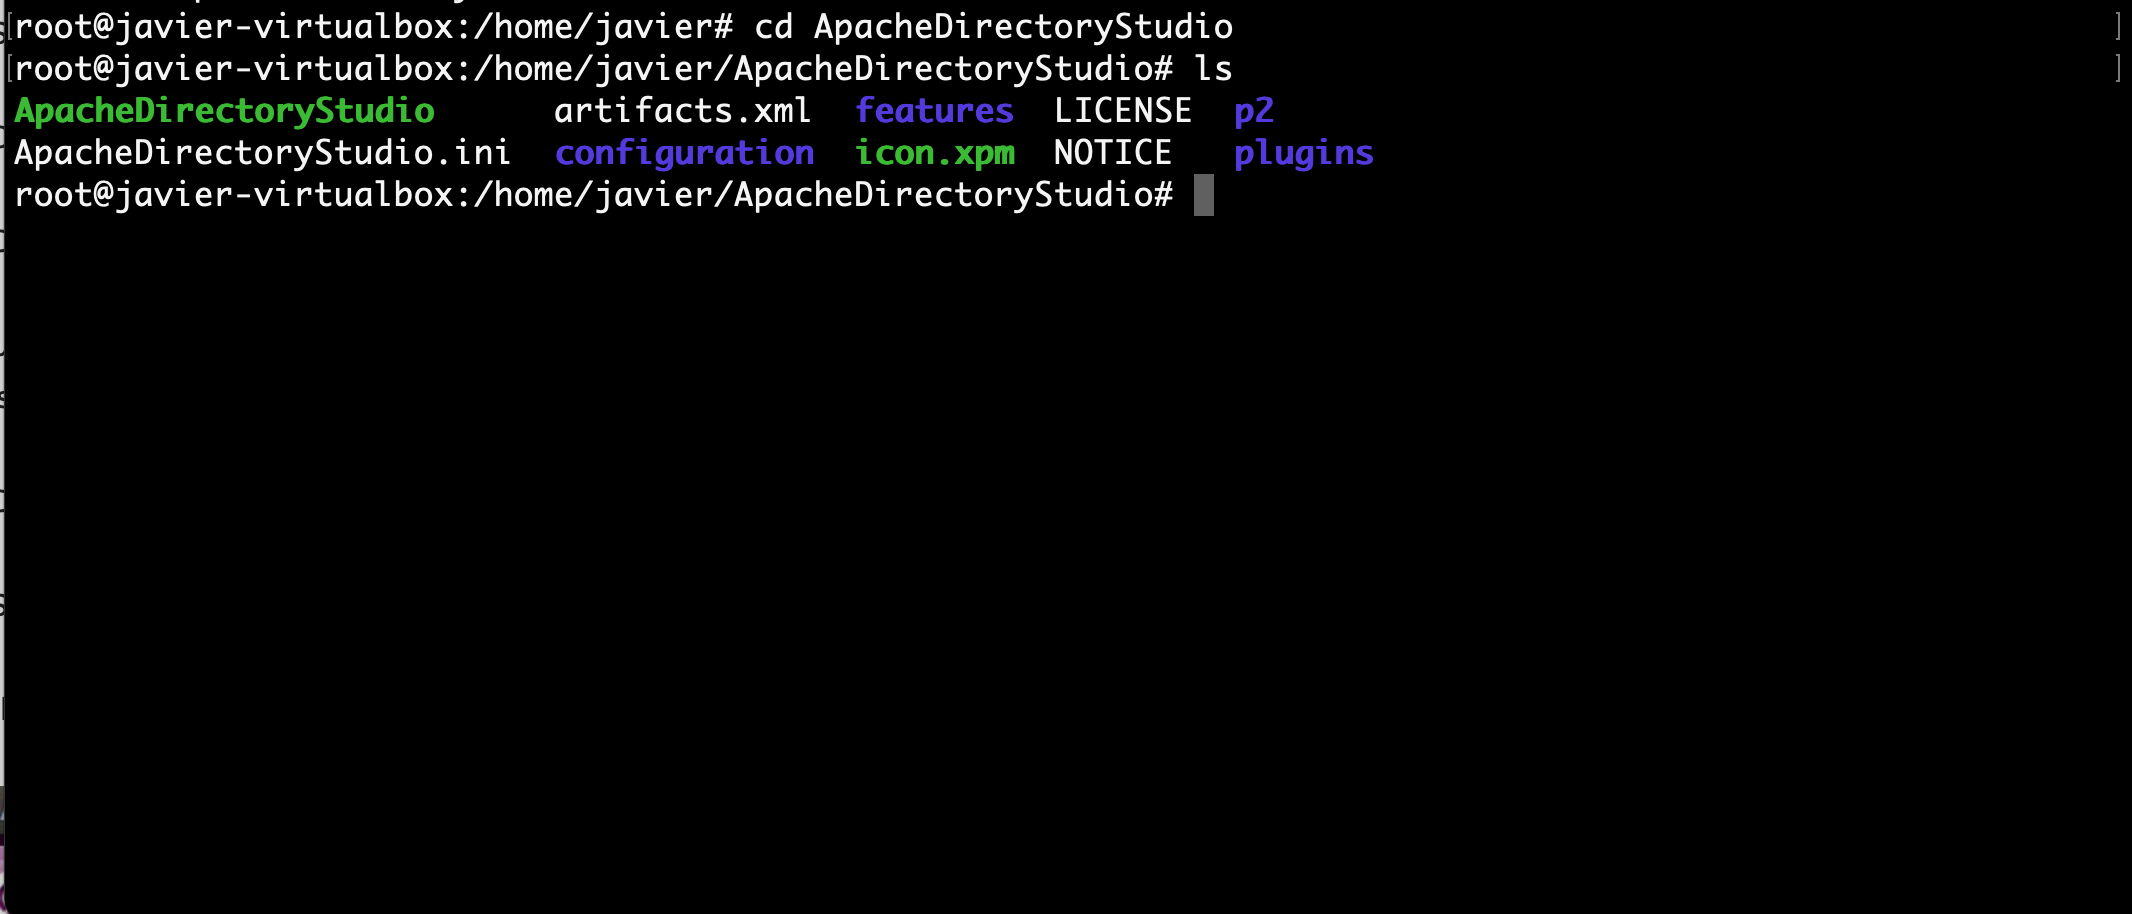 [root@javier-virtualbox:/home/javier# cd ApacheDirectoryStudio ]
[root@javier-virtualbox:/home/javier/ApacheDirectoryStudio# ls ]
ApacheDirectoryStudio artifacts.xml features LICENSE p2
ApacheDirectoryStudio.ini configuration icon.xpm NOTICE plugins
root@javier-virtualbox:/home/javier/ApacheDirectoryStudio#